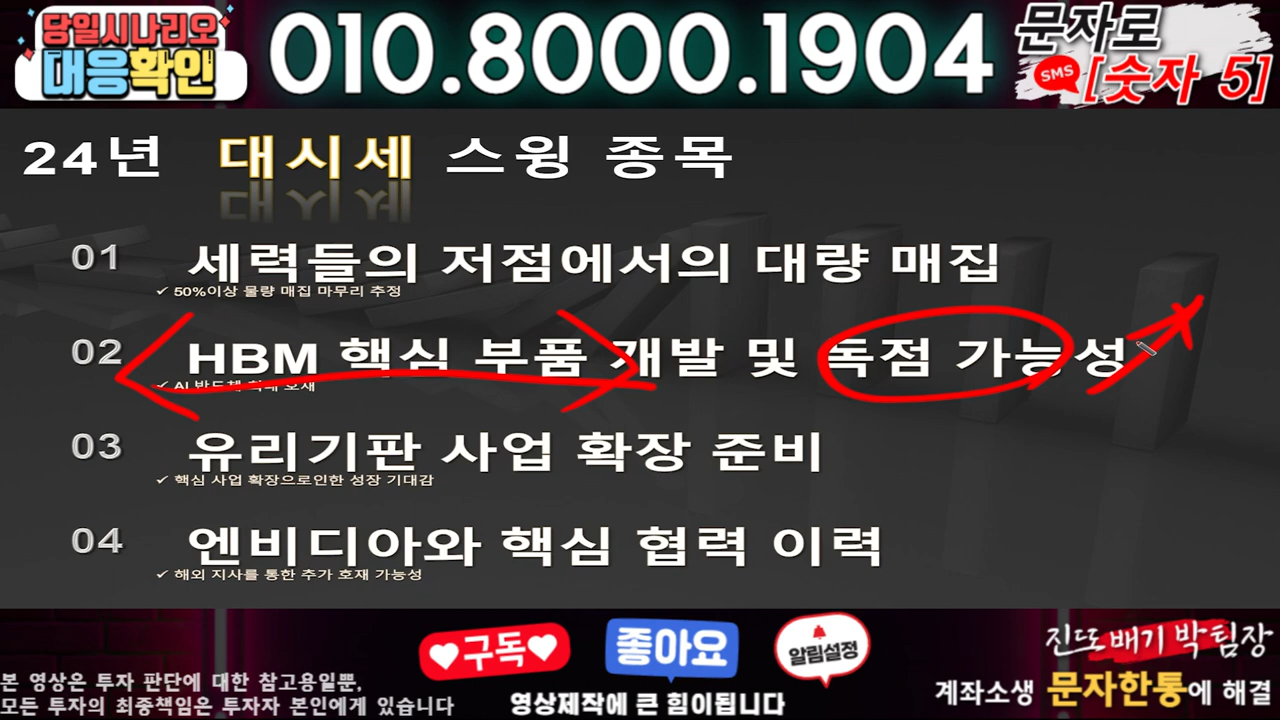 당일시나리오
대응확인
010.8000.1904
문자로
SMS
[숫자 5]
24년 대시세 스윙 종목
01 세력들의 저점에서의 대량 매집
✓ 50%이상 물량 매집 마무리 추정
02 HBM 핵심 부품 개발 및 독점 가능성
✓ AI 반도체 확대 호재
03 유리기판 사업 확장 준비
✓ 핵심 사업 확장으로인한 성장 기대감
04 엔비디아와 핵심 협력 이력
✓ 해외 지사를 통한 추가 호재 가능성
구독
좋아요
알림설정
영상제작에 큰 힘이됩니다
본 영상은 투자 판단에 대한 참고용일뿐,
모든 투자의 최종책임은 투자자 본인에게 있습니다
진또배기 박팀장
계좌소생 문자한통에 해결